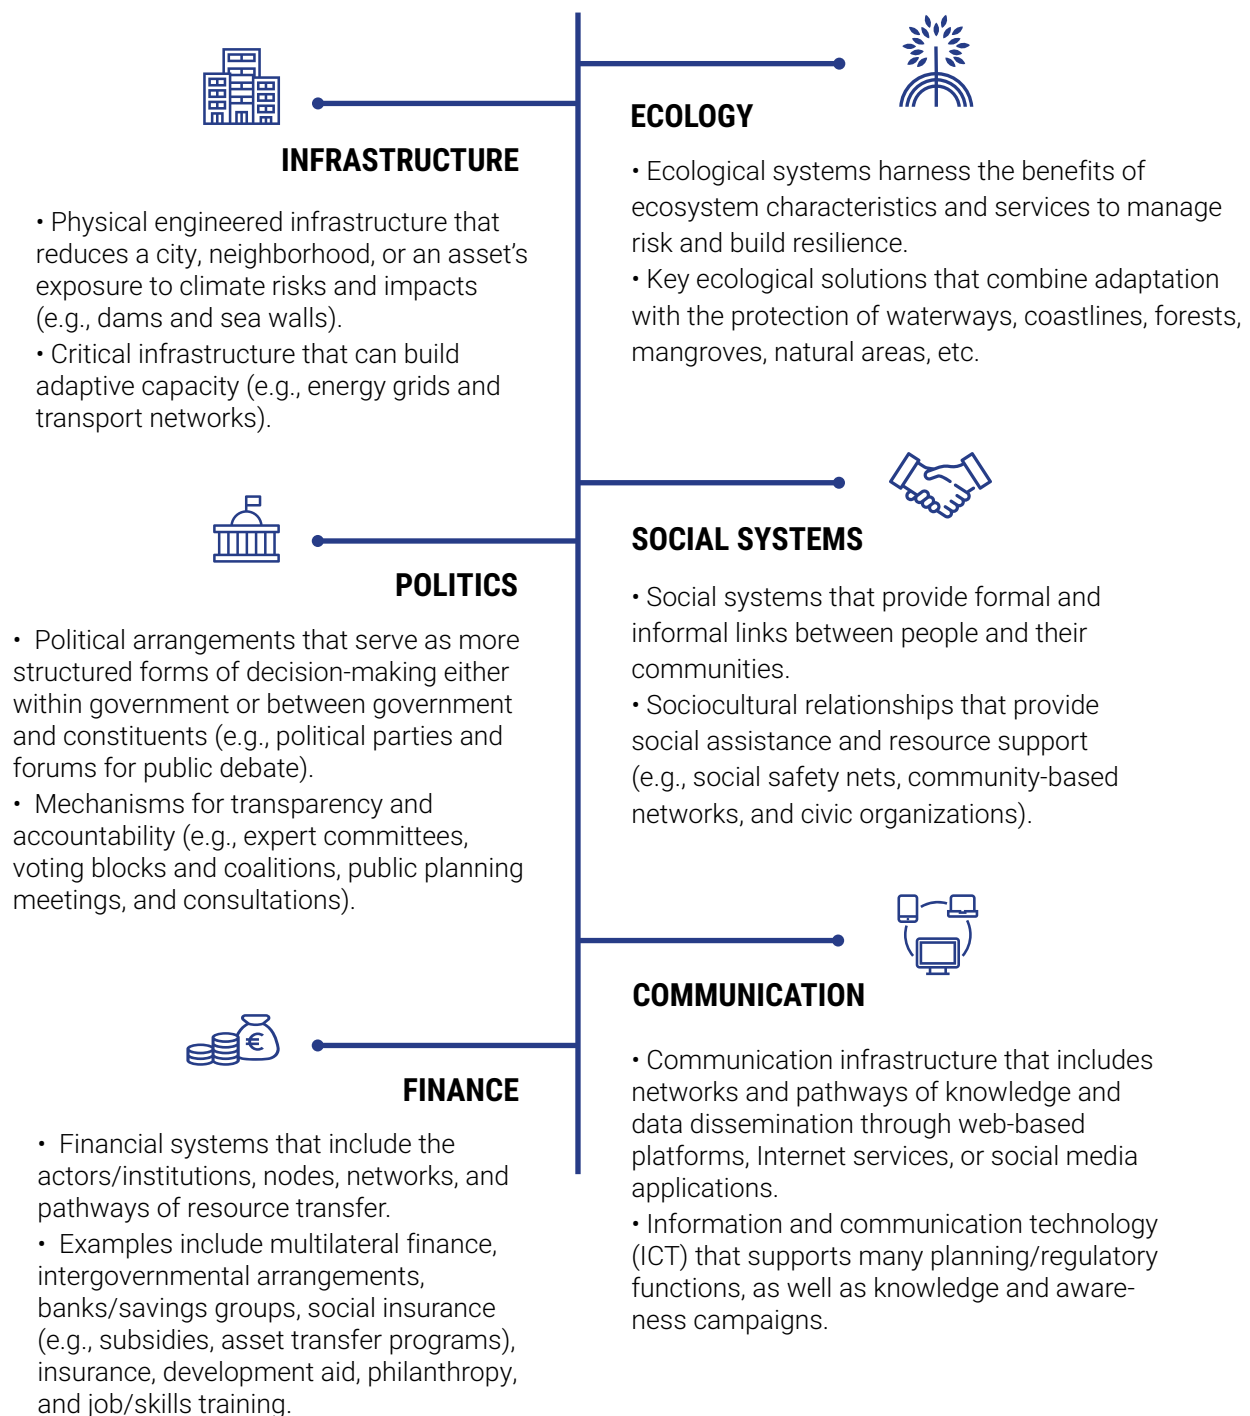 INFRASTRUCTURE
• Physical engineered infrastructure that
reduces a city, neighborhood, or an asset’s
exposure to climate risks and impacts
(e.g., dams and sea walls).
• Critical infrastructure that can build
adaptive capacity (e.g., energy grids and
transport networks).
ECOLOGY
• Ecological systems harness the benefits of
ecosystem characteristics and services to manage
risk and build resilience.
• Key ecological solutions that combine adaptation
with the protection of waterways, coastlines, forests,
mangroves, natural areas, etc.
POLITICS
• Political arrangements that serve as more
structured forms of decision-making either
within government or between government
and constituents (e.g., political parties and
forums for public debate).
• Mechanisms for transparency and
accountability (e.g., expert committees,
voting blocks and coalitions, public planning
meetings, and consultations).
SOCIAL SYSTEMS
• Social systems that provide formal and
informal links between people and their
communities.
• Sociocultural relationships that provide
social assistance and resource support
(e.g., social safety nets, community-based
networks, and civic organizations).
€
FINANCE
• Financial systems that include the
actors/institutions, nodes, networks, and
pathways of resource transfer.
• Examples include multilateral finance,
intergovernmental arrangements,
banks/savings groups, social insurance
(e.g., subsidies, asset transfer programs),
insurance, development aid, philanthropy,
and job/skills training.
COMMUNICATION
• Communication infrastructure that includes
networks and pathways of knowledge and
data dissemination through web-based
platforms, Internet services, or social media
applications.
• Information and communication technology
(ICT) that supports many planning/regulatory
functions, as well as knowledge and aware-
ness campaigns.